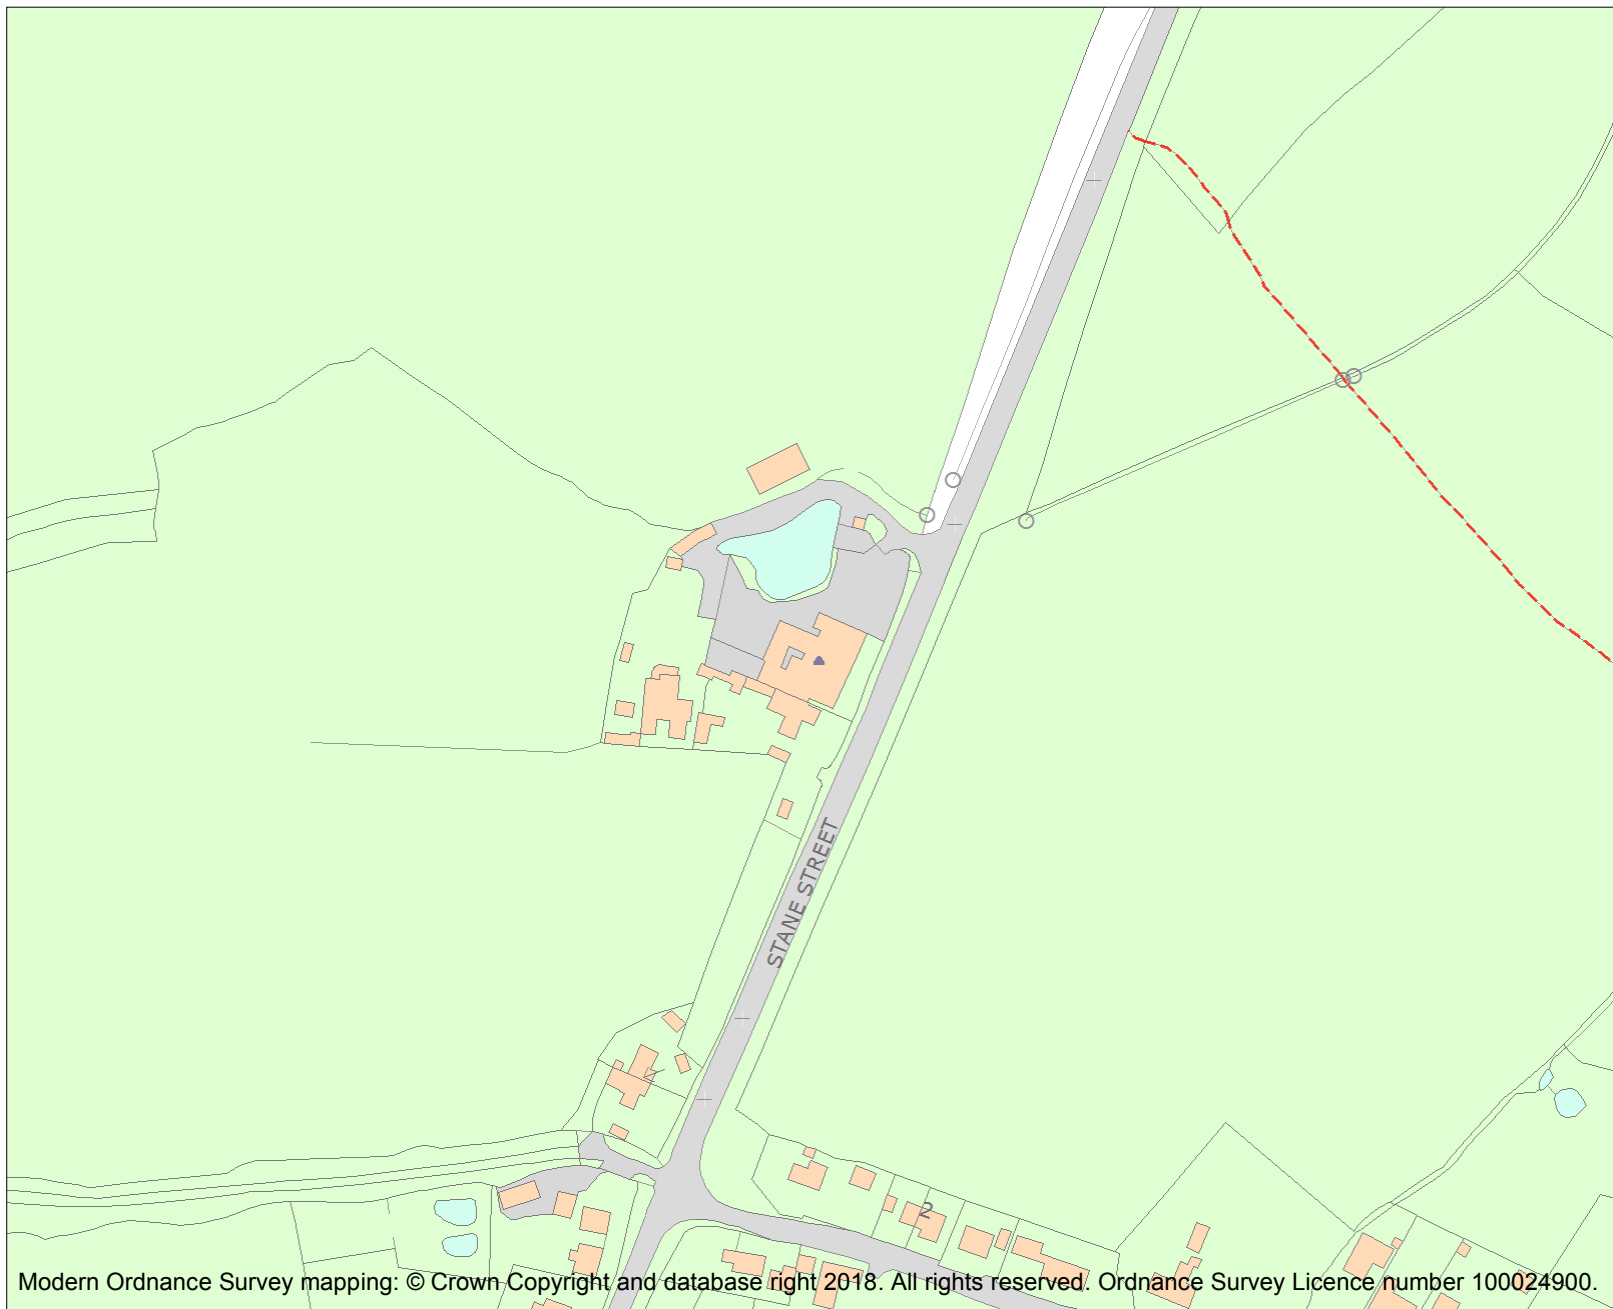 STANE STREET
2
Modern Ordnance Survey mapping: © Crown Copyright and database right 2018. All rights reserved. Ordnance Survey Licence number 100024900.